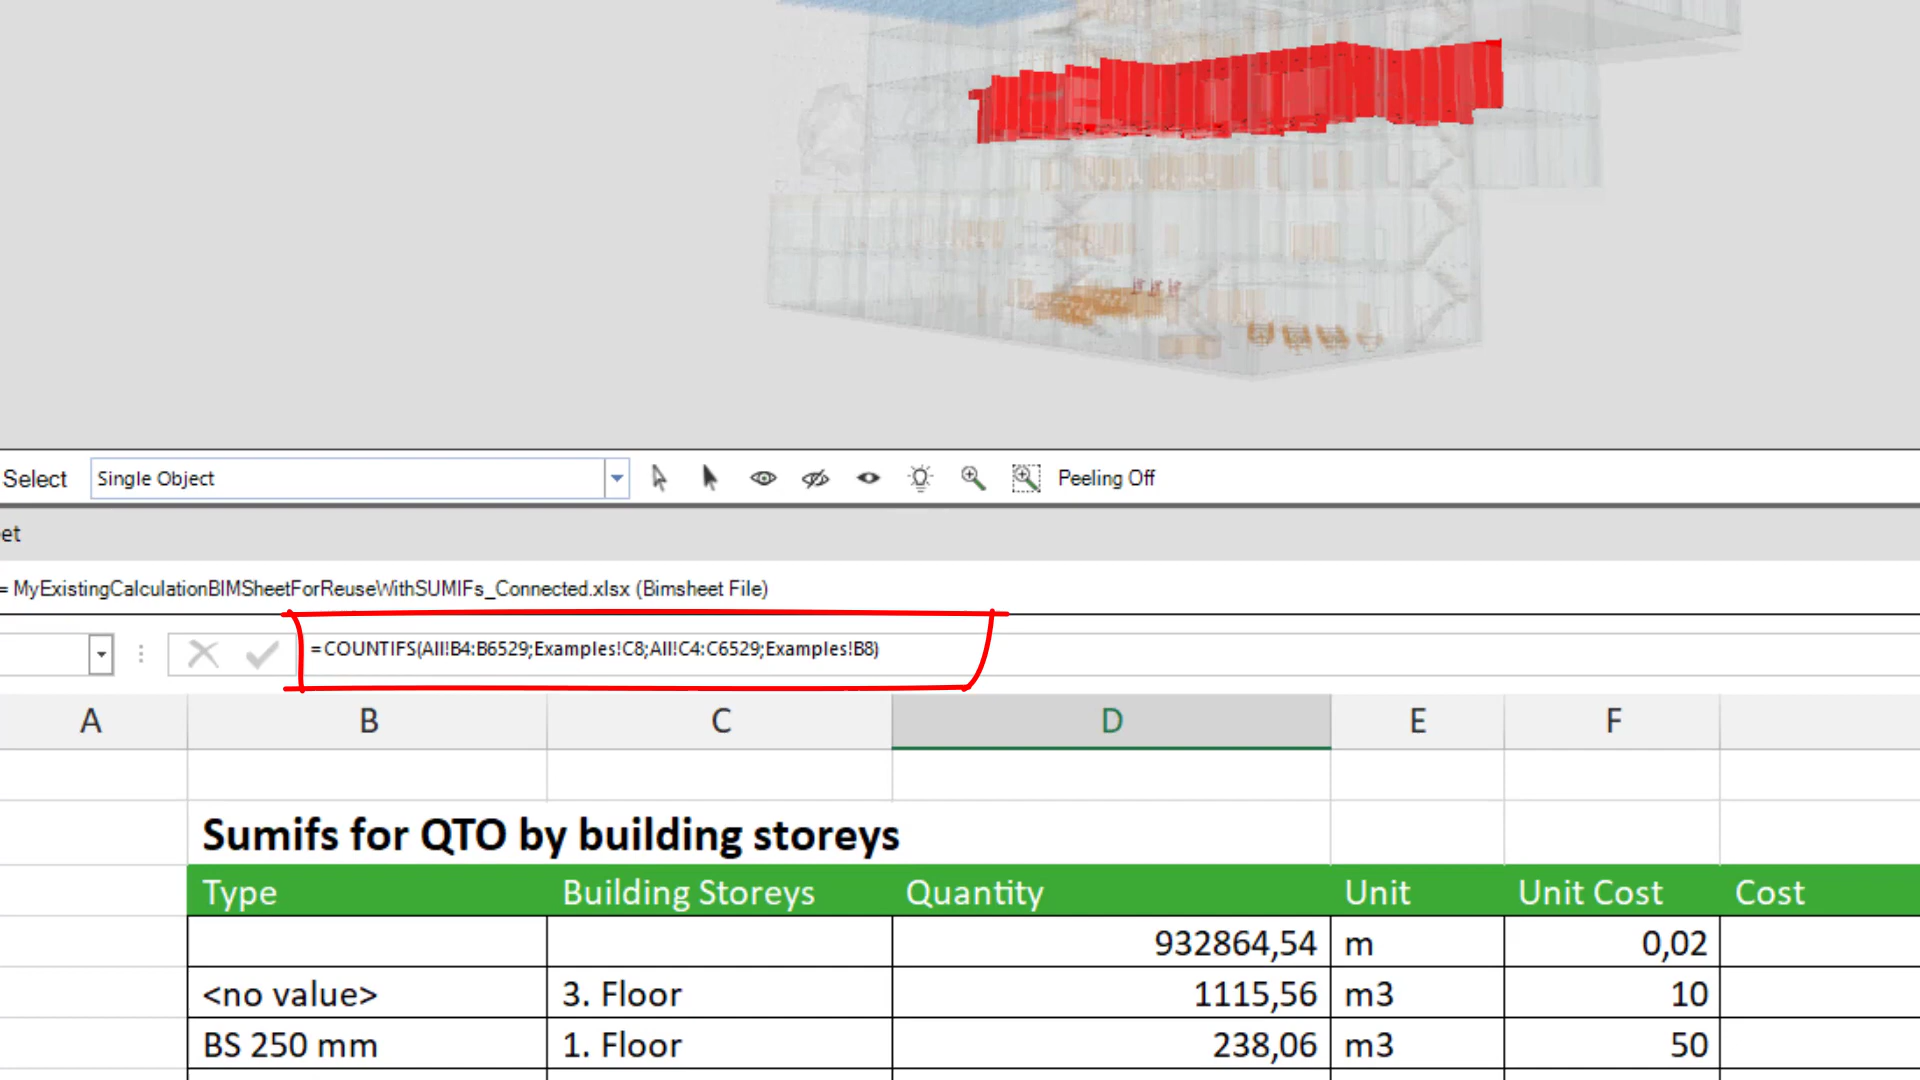 Select Single Object Peeling Off
et
= MyExistingCalculationBIMSheetForReuseWithSUMIFs_Connected.xlsx (Bimsheet File)
=COUNTIFS(All!B4:B6529;Examples!C8;All!C4:C6529;Examples!B8)
A B C D E F
Sumifs for QTO by building storeys
Type Building Storeys Quantity Unit Unit Cost Cost
932864,54 m 0,02
<no value> 3. Floor 1115,56 m3 10
BS 250 mm 1. Floor 238,06 m3 50